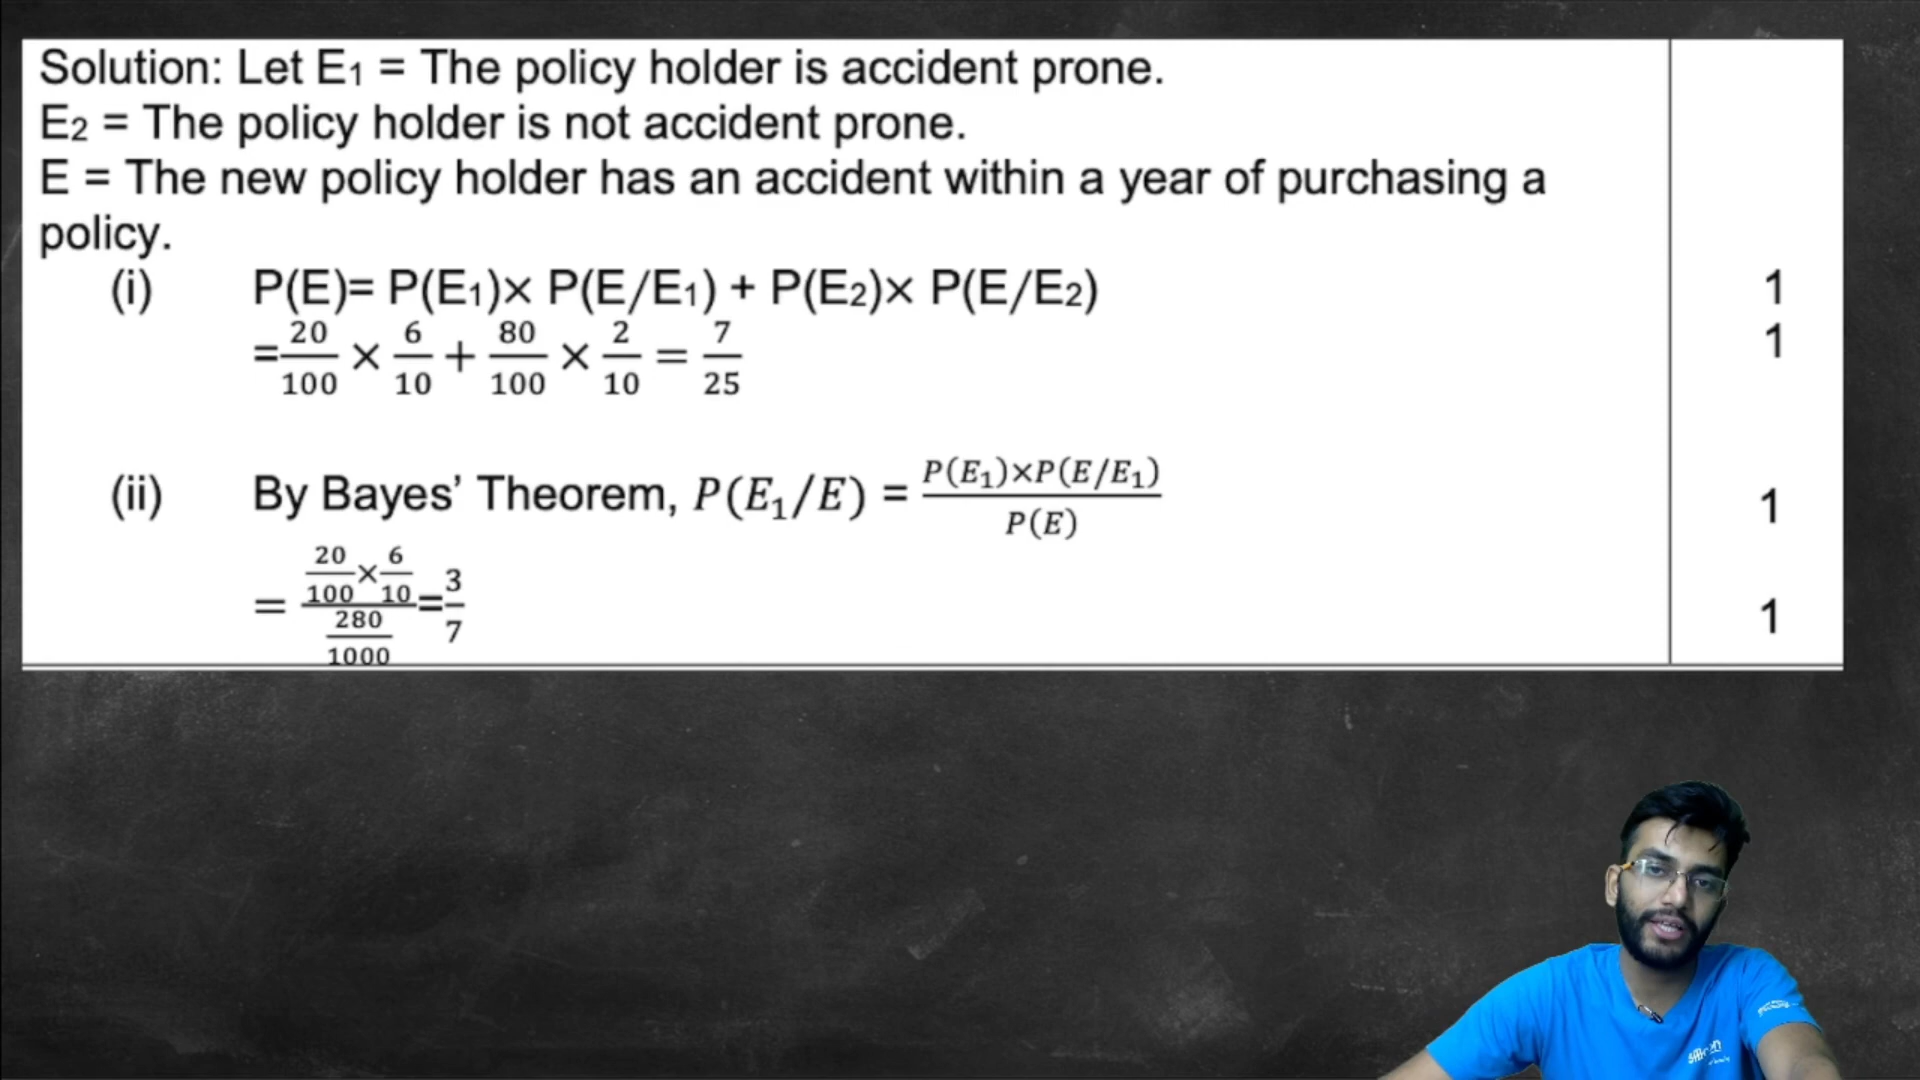 Solution: Let E₁ = The policy holder is accident prone.
E₂ = The policy holder is not accident prone.
E = The new policy holder has an accident within a year of purchasing a
policy.
(i) P(E)= P(E₁)× P(E/E₁) + P(E₂)× P(E/E₂) 1
=20/100 × 6/10 + 80/100 × 2/10 = 7/25 1
(ii) By Bayes’ Theorem, P(E₁/E) = P(E₁)×P(E/E₁)/P(E) 1
= (20/100 × 6/10)/(280/1000) = 3/7 1